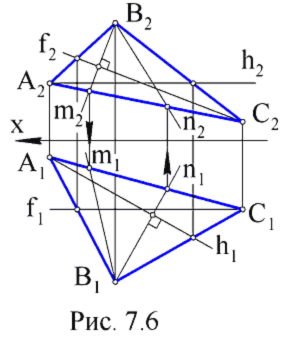 B₂
f₂
h₂
A₂
m₂
n₂
C₂
x
A₁
m₁
n₁
f₁
C₁
h₁
B₁
Рис. 7.6